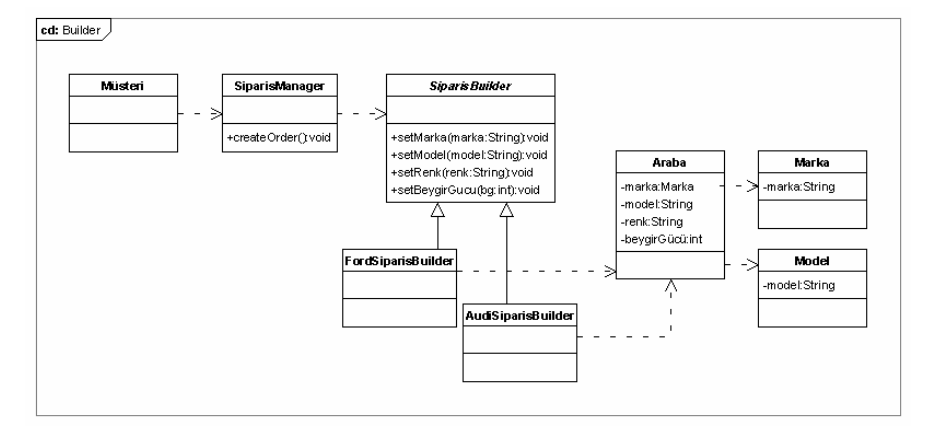 cd: Builder
Müsteri
SiparisManager
+createOrder():void
SiparisBuilder
+setMarka(marka:String):void
+setModel(model:String):void
+setRenk(renk:String):void
+setBeygirGucu(bg:int):void
Araba
-marka:Marka
-model:String
-renk:String
-beygirGücü:int
Marka
-marka:String
Model
-model:String
FordSiparisBuilder
AudiSiparisBuilder